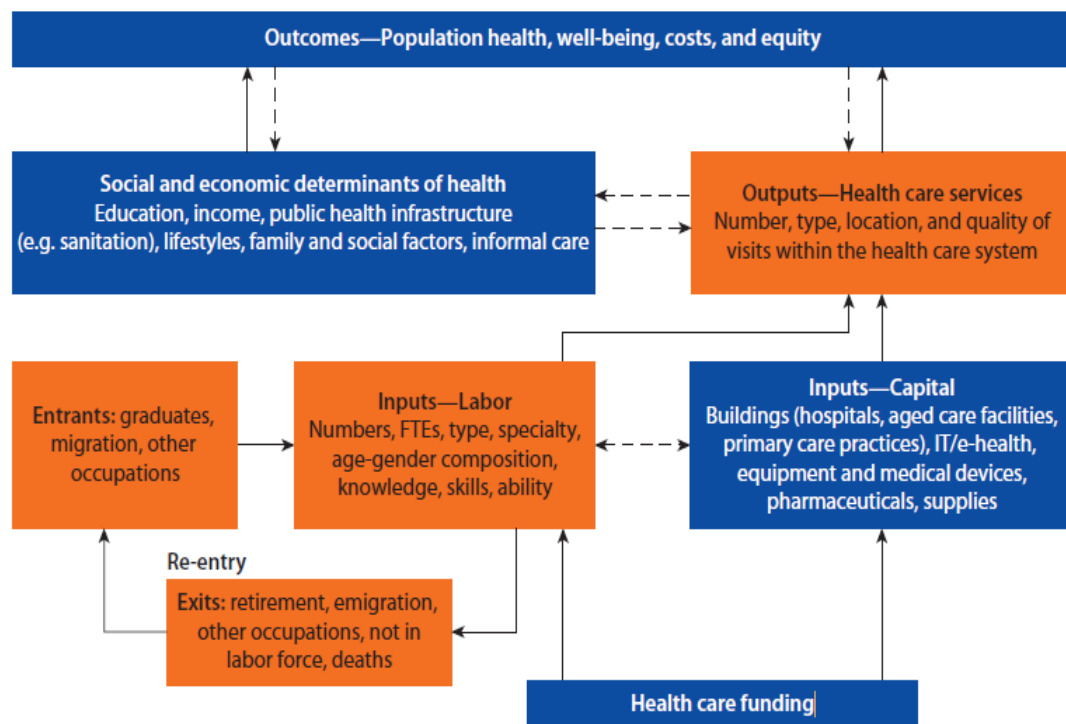 Outcomes—Population health, well-being, costs, and equity
Social and economic determinants of health
Education, income, public health infrastructure
(e.g. sanitation), lifestyles, family and social factors, informal care
Outputs—Health care services
Number, type, location, and quality of
visits within the health care system
Entrants: graduates,
migration, other
occupations
Inputs—Labor
Numbers, FTEs, type, specialty,
age-gender composition,
knowledge, skills, ability
Inputs—Capital
Buildings (hospitals, aged care facilities,
primary care practices), IT/e-health,
equipment and medical devices,
pharmaceuticals, supplies
Re-entry
Exits: retirement, emigration,
other occupations, not in
labor force, deaths
Health care funding